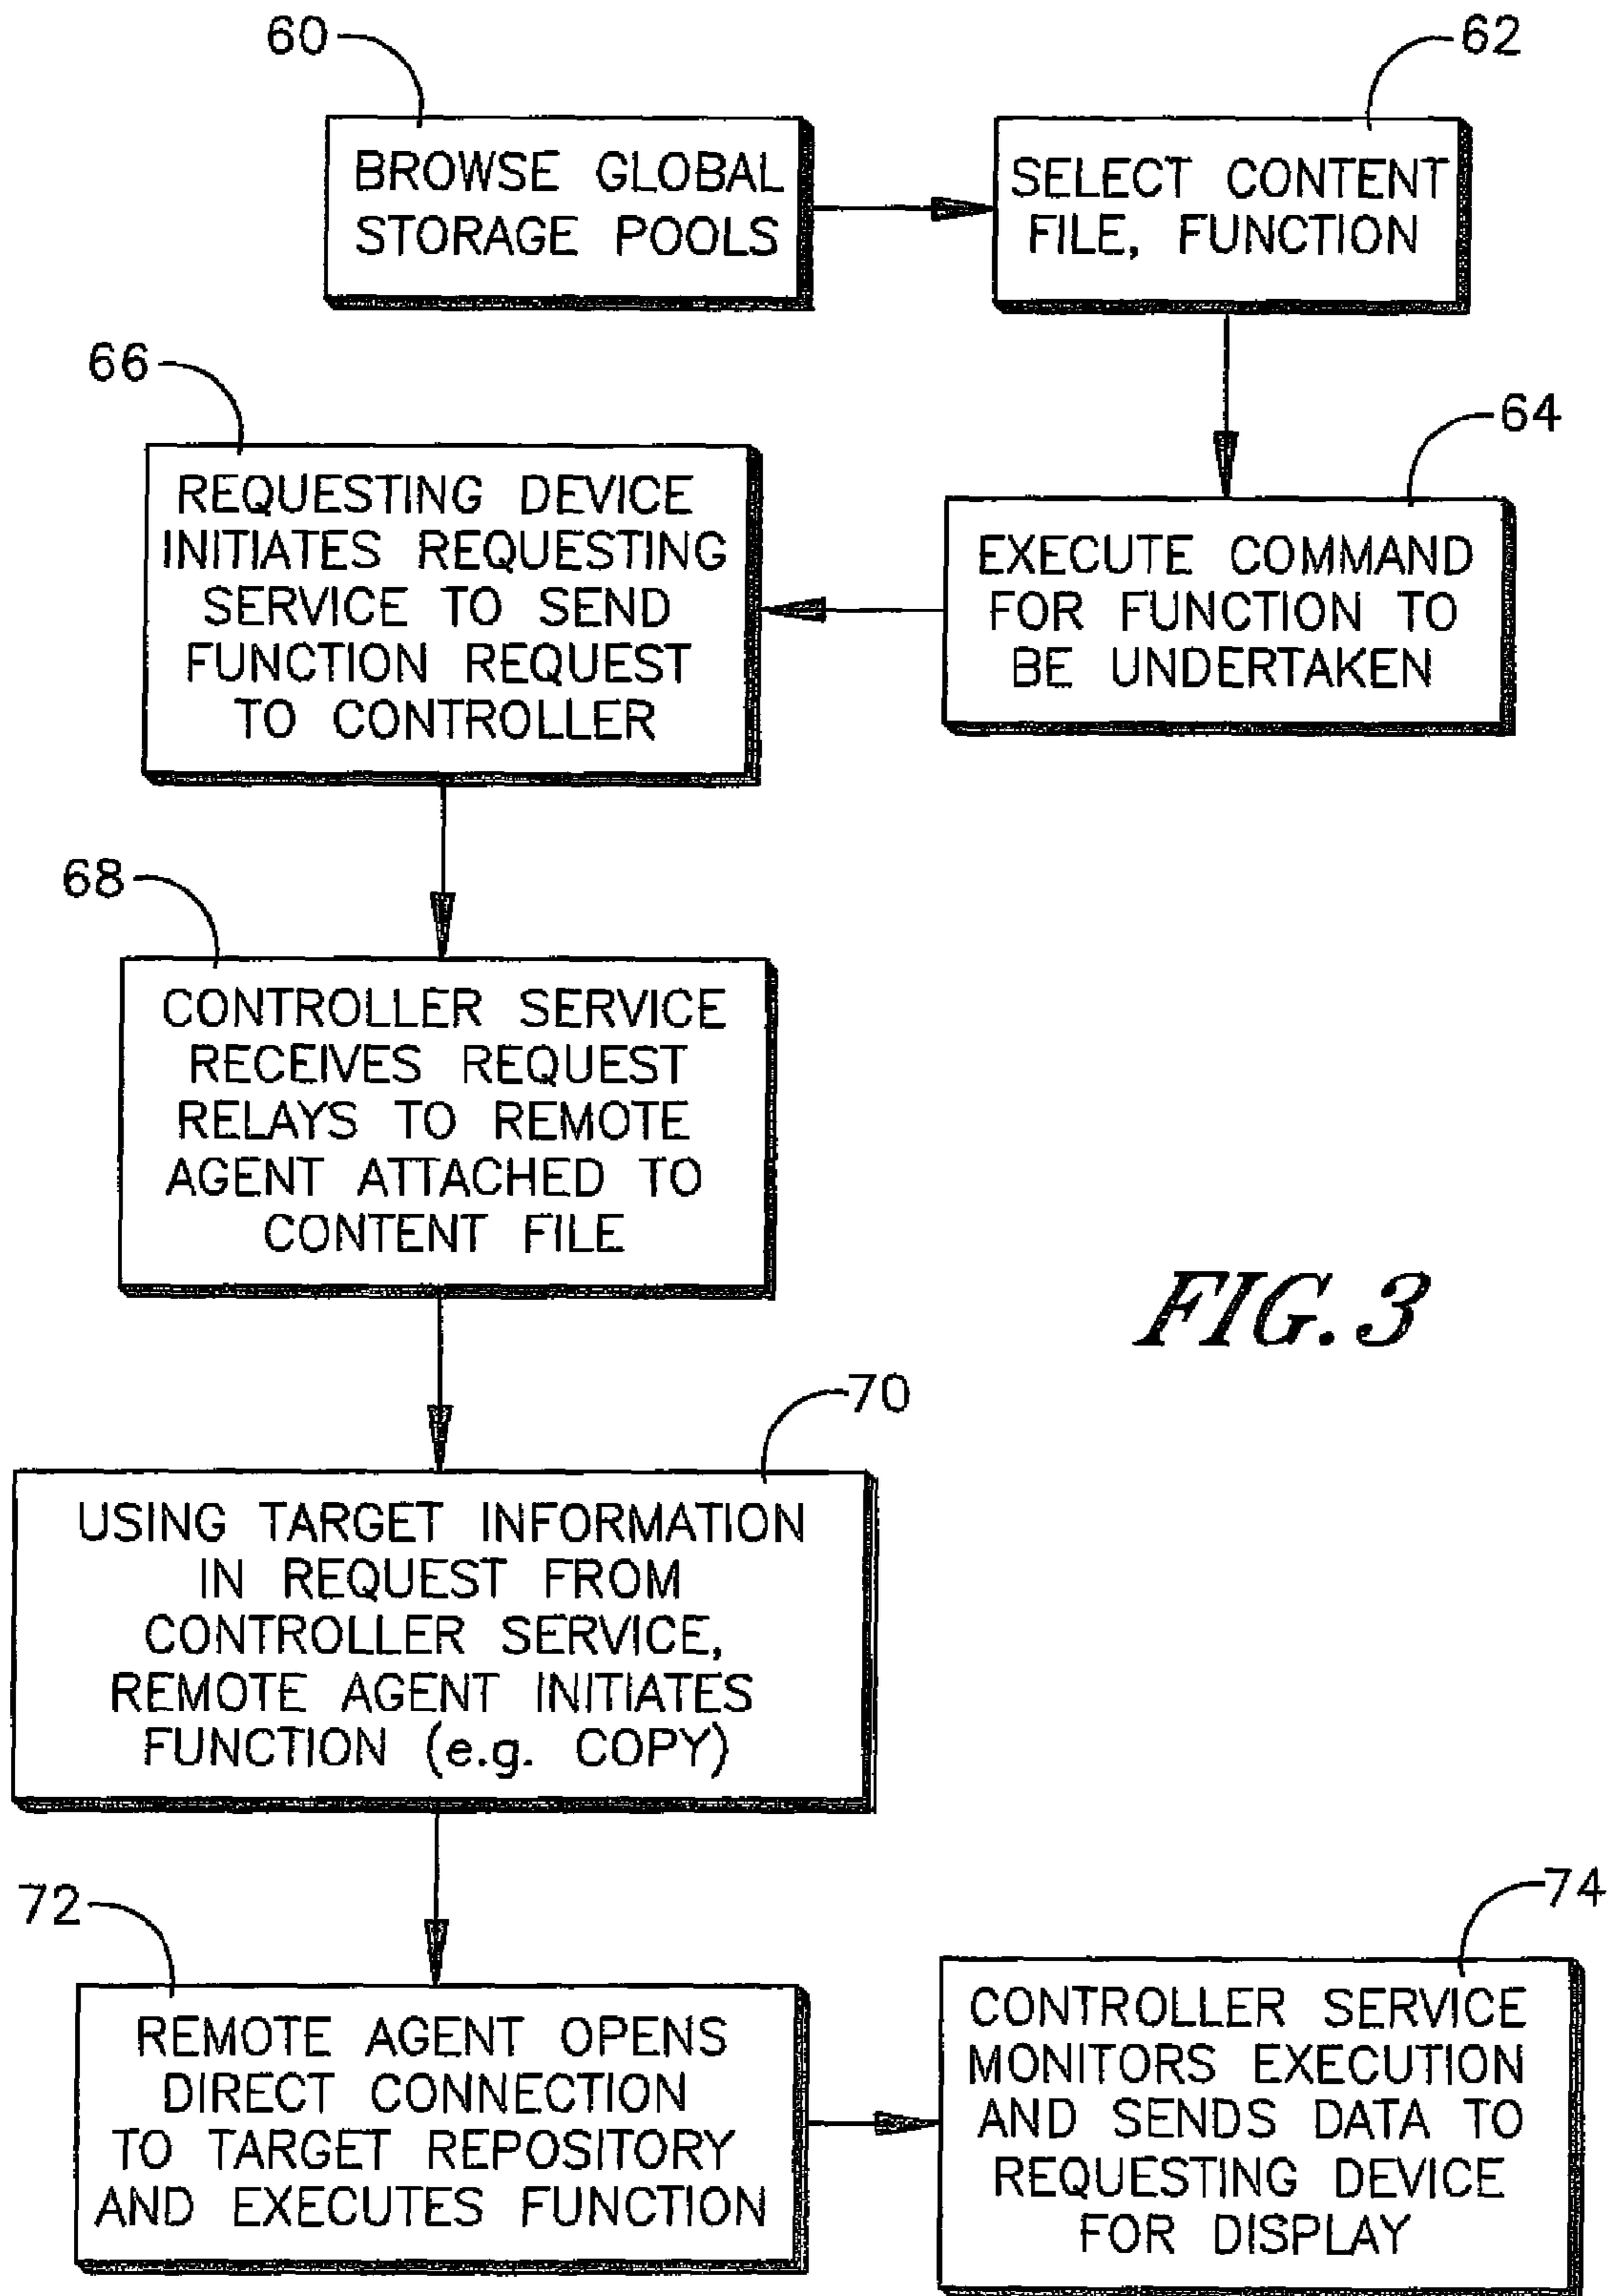 60
BROWSE GLOBAL
STORAGE POOLS
62
SELECT CONTENT
FILE, FUNCTION
64
EXECUTE COMMAND
FOR FUNCTION TO
BE UNDERTAKEN
66
REQUESTING DEVICE
INITIATES REQUESTING
SERVICE TO SEND
FUNCTION REQUEST
TO CONTROLLER
68
CONTROLLER SERVICE
RECEIVES REQUEST
RELAYS TO REMOTE
AGENT ATTACHED TO
CONTENT FILE
FIG. 3
70
USING TARGET INFORMATION
IN REQUEST FROM
CONTROLLER SERVICE,
REMOTE AGENT INITIATES
FUNCTION (e.g. COPY)
72
REMOTE AGENT OPENS
DIRECT CONNECTION
TO TARGET REPOSITORY
AND EXECUTES FUNCTION
74
CONTROLLER SERVICE
MONITORS EXECUTION
AND SENDS DATA TO
REQUESTING DEVICE
FOR DISPLAY